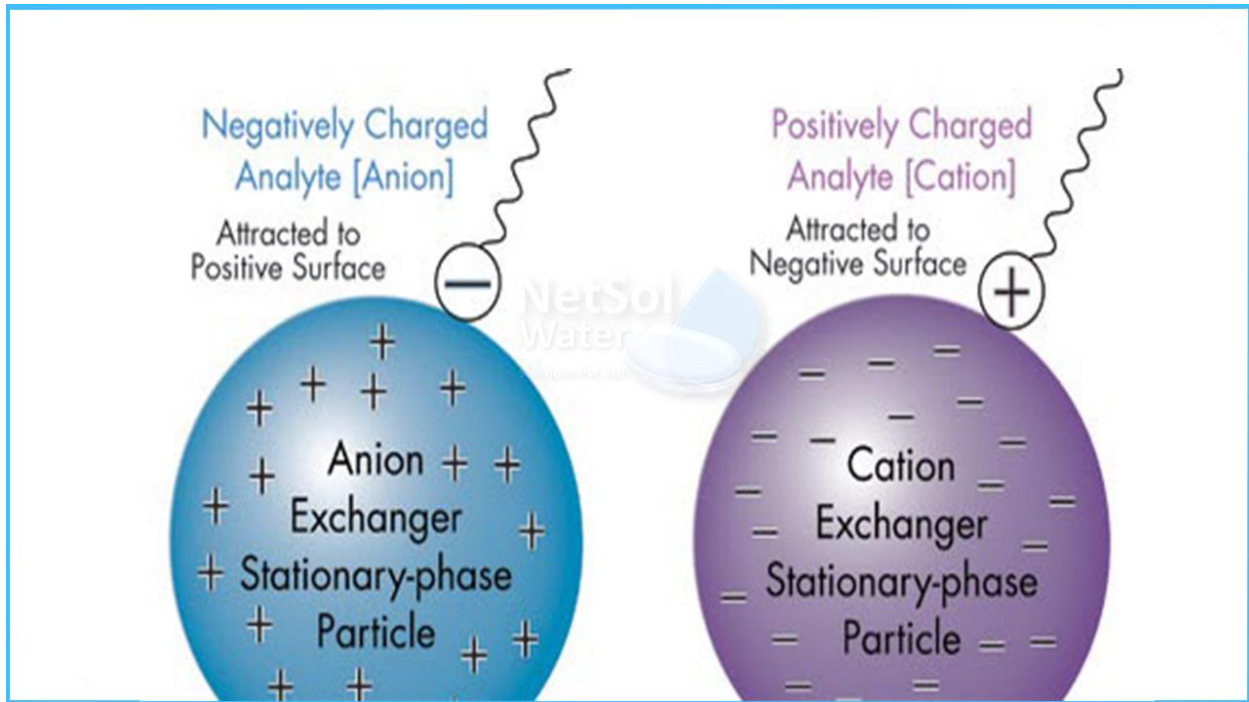 Negatively Charged
Analyte [Anion]
Attracted to
Positive Surface
−
+ + + + + + + + + + + + + + + + + +
Anion
Exchanger
Stationary-phase
Particle
Positively Charged
Analyte [Cation]
Attracted to
Negative Surface
+
Cation
Exchanger
Stationary-phase
Particle
NetSol
Water